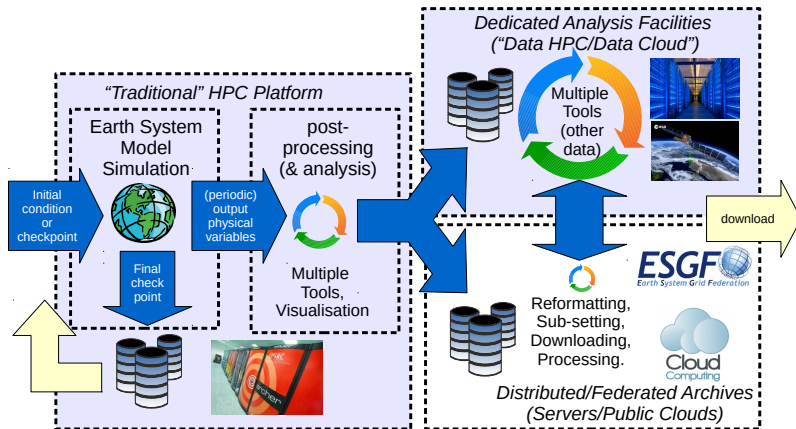 Dedicated Analysis Facilities
(“Data HPC/Data Cloud”)
“Traditional” HPC Platform
Multiple
Tools
(other
data)
esa
Earth System
Model
Simulation
post-
processing
(& analysis)
Initial
condition
or
checkpoint
(periodic)
output
physical
variables
download
Final
check
point
Multiple
Tools,
Visualisation
ESGF
Earth System Grid Federation
Reformatting,
Sub-setting,
Downloading,
Processing.
Cloud
Computing
archer
Distributed/Federated Archives
(Servers/Public Clouds)